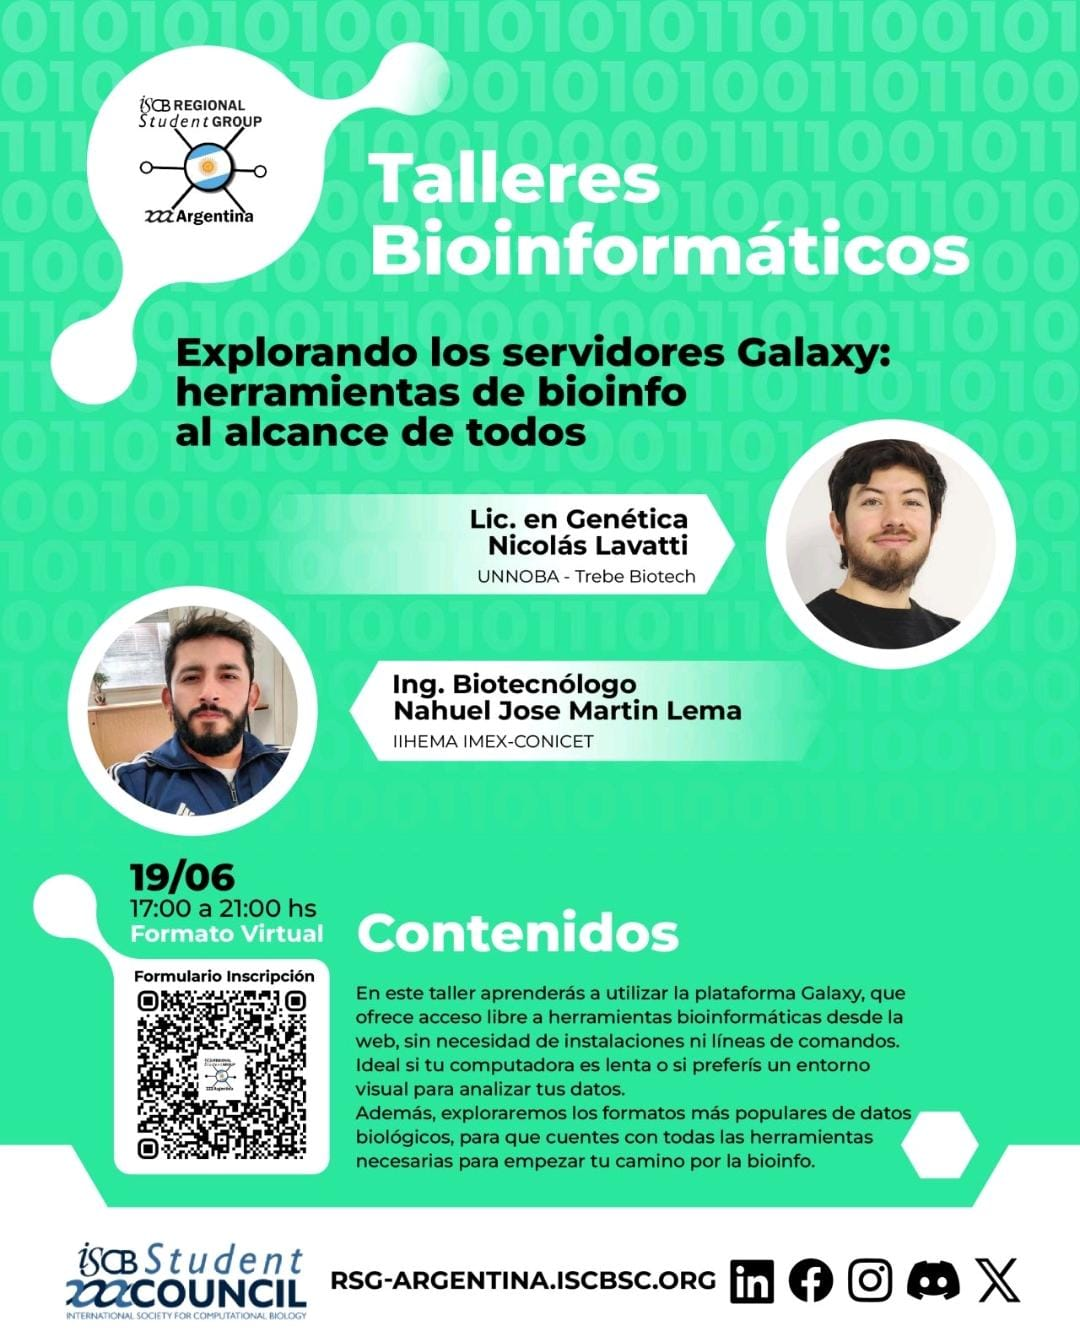 iSCB REGIONAL
Student GROUP
Argentina
Talleres
Bioinformáticos
Explorando los servidores Galaxy:
herramientas de bioinfo
al alcance de todos
Lic. en Genética
Nicolás Lavatti
UNNOBA - Trebe Biotech
Ing. Biotecnólogo
Nahuel Jose Martin Lema
IIHEMA IMEX-CONICET
19/06
17:00 a 21:00 hs
Formato Virtual
Formulario Inscripción
Contenidos
En este taller aprenderás a utilizar la plataforma Galaxy, que
ofrece acceso libre a herramientas bioinformáticas desde la
web, sin necesidad de instalaciones ni líneas de comandos.
Ideal si tu computadora es lenta o si preferís un entorno
visual para analizar tus datos.
Además, exploraremos los formatos más populares de datos
biológicos, para que cuentes con todas las herramientas
necesarias para empezar tu camino por la bioinfo.
iSCB Student
COUNCIL
INTERNATIONAL SOCIETY FOR COMPUTATIONAL BIOLOGY
RSG-ARGENTINA.ISCBSC.ORG